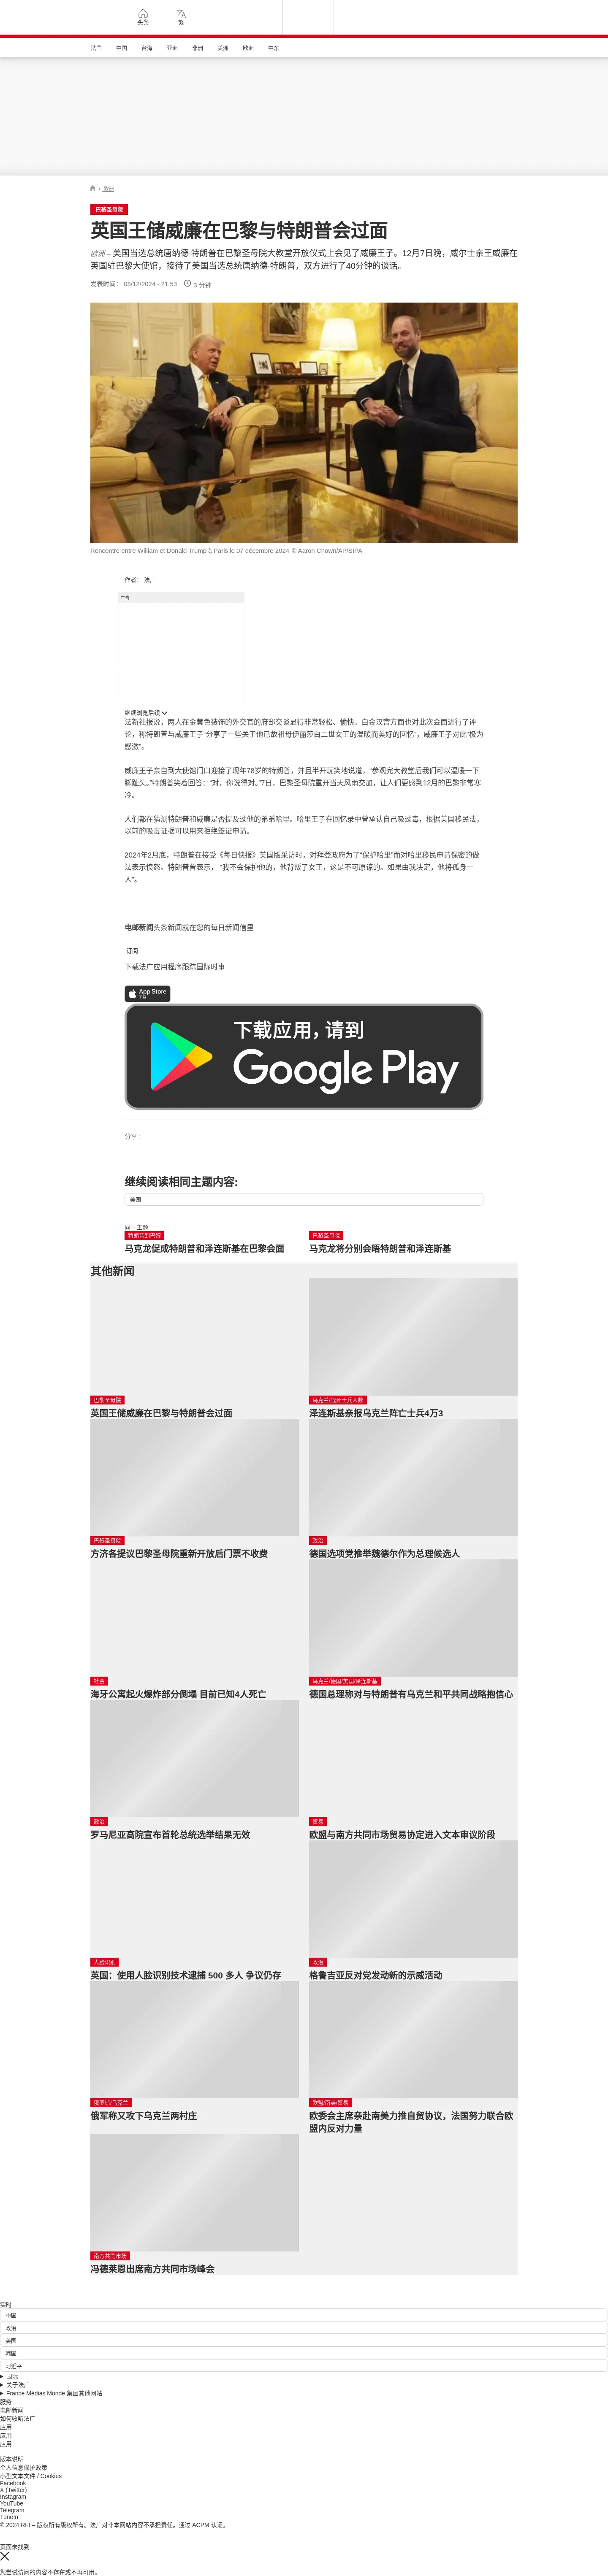 头条
繁
法国
中国
台海
亚洲
非洲
美洲
欧洲
中东
/ 欧洲
巴黎圣母院
英国王储威廉在巴黎与特朗普会过面
欧洲 – 美国当选总统唐纳德·特朗普在巴黎圣母院大教堂开放仪式上会见了威廉王子。12月7日晚，威尔士亲王威廉在
英国驻巴黎大使馆，接待了美国当选总统唐纳德·特朗普，双方进行了40分钟的谈话。
发表时间： 08/12/2024 - 21:53 3 分钟
Rencontre entre William et Donald Trump à Paris le 07 décembre 2024 © Aaron Chown/AP/SIPA
作者： 法广
广告
继续浏览后续
法新社报说，两人在金黄色装饰的外交官的府邸交谈显得非常轻松、愉快。白金汉宫方面也对此次会面进行了评
论，称特朗普与威廉王子“分享了一些关于他已故祖母伊丽莎白二世女王的温暖而美好的回忆”，威廉王子对此“极为
感激”。
威廉王子亲自到大使馆门口迎接了现年78岁的特朗普，并且半开玩笑地说道，“参观完大教堂后我们可以温暖一下
脚趾头。”特朗普笑着回答：“对，你说得对。”7日，巴黎圣母院重开当天风雨交加，让人们更感到12月的巴黎非常寒
冷。
人们都在猜测特朗普和威廉是否提及过他的弟弟哈里。哈里王子在回忆录中曾承认自己吸过毒，根据美国移民法，
以前的吸毒证据可以用来拒绝签证申请。
2024年2月底，特朗普在接受《每日快报》美国版采访时，对拜登政府为了“保护哈里”而对哈里移民申请保密的做
法表示愤怒。特朗普曾表示， “我不会保护他的，他背叛了女王，这是不可原谅的。如果由我决定，他将孤身一
人”。
电邮新闻头条新闻就在您的每日新闻信里
订阅
下载法广应用程序跟踪国际时事
App Store
下载
下载应用，请到
Google Play
分享 :
继续阅读相同主题内容:
美国
同一主题
特朗普到巴黎
马克龙促成特朗普和泽连斯基在巴黎会面
巴黎圣母院
马克龙将分别会晤特朗普和泽连斯基
其他新闻
巴黎圣母院
英国王储威廉在巴黎与特朗普会过面
乌克兰/战死士兵人数
泽连斯基亲报乌克兰阵亡士兵4万3
巴黎圣母院
方济各提议巴黎圣母院重新开放后门票不收费
政治
德国选项党推举魏德尔作为总理候选人
社会
海牙公寓起火爆炸部分倒塌 目前已知4人死亡
乌克兰/德国/美国/泽连斯基
德国总理称对与特朗普有乌克兰和平共同战略抱信心
政治
罗马尼亚高院宣布首轮总统选举结果无效
贸易
欧盟与南方共同市场贸易协定进入文本审议阶段
人脸识别
英国：使用人脸识别技术逮捕 500 多人 争议仍存
政治
格鲁吉亚反对党发动新的示威活动
俄罗斯/乌克兰
俄军称又攻下乌克兰两村庄
欧盟/南美/贸易
欧委会主席亲赴南美力推自贸协议，法国努力联合欧
盟内反对力量
南方共同市场
冯德莱恩出席南方共同市场峰会
实时
中国
政治
美国
韩国
习近平
国际
关于法广
France Médias Monde 集团其他网站
服务
电邮新闻
如何收听法广
应用
应用
应用
版本说明
个人信息保护政策
小型文本文件 / Cookies
Facebook
X (Twitter)
Instagram
YouTube
Telegram
TuneIn
© 2024 RFI – 版权所有版权所有。法广对非本网站内容不承担责任。通过 ACPM 认证。
页面未找到
您尝试访问的内容不存在或不再可用。